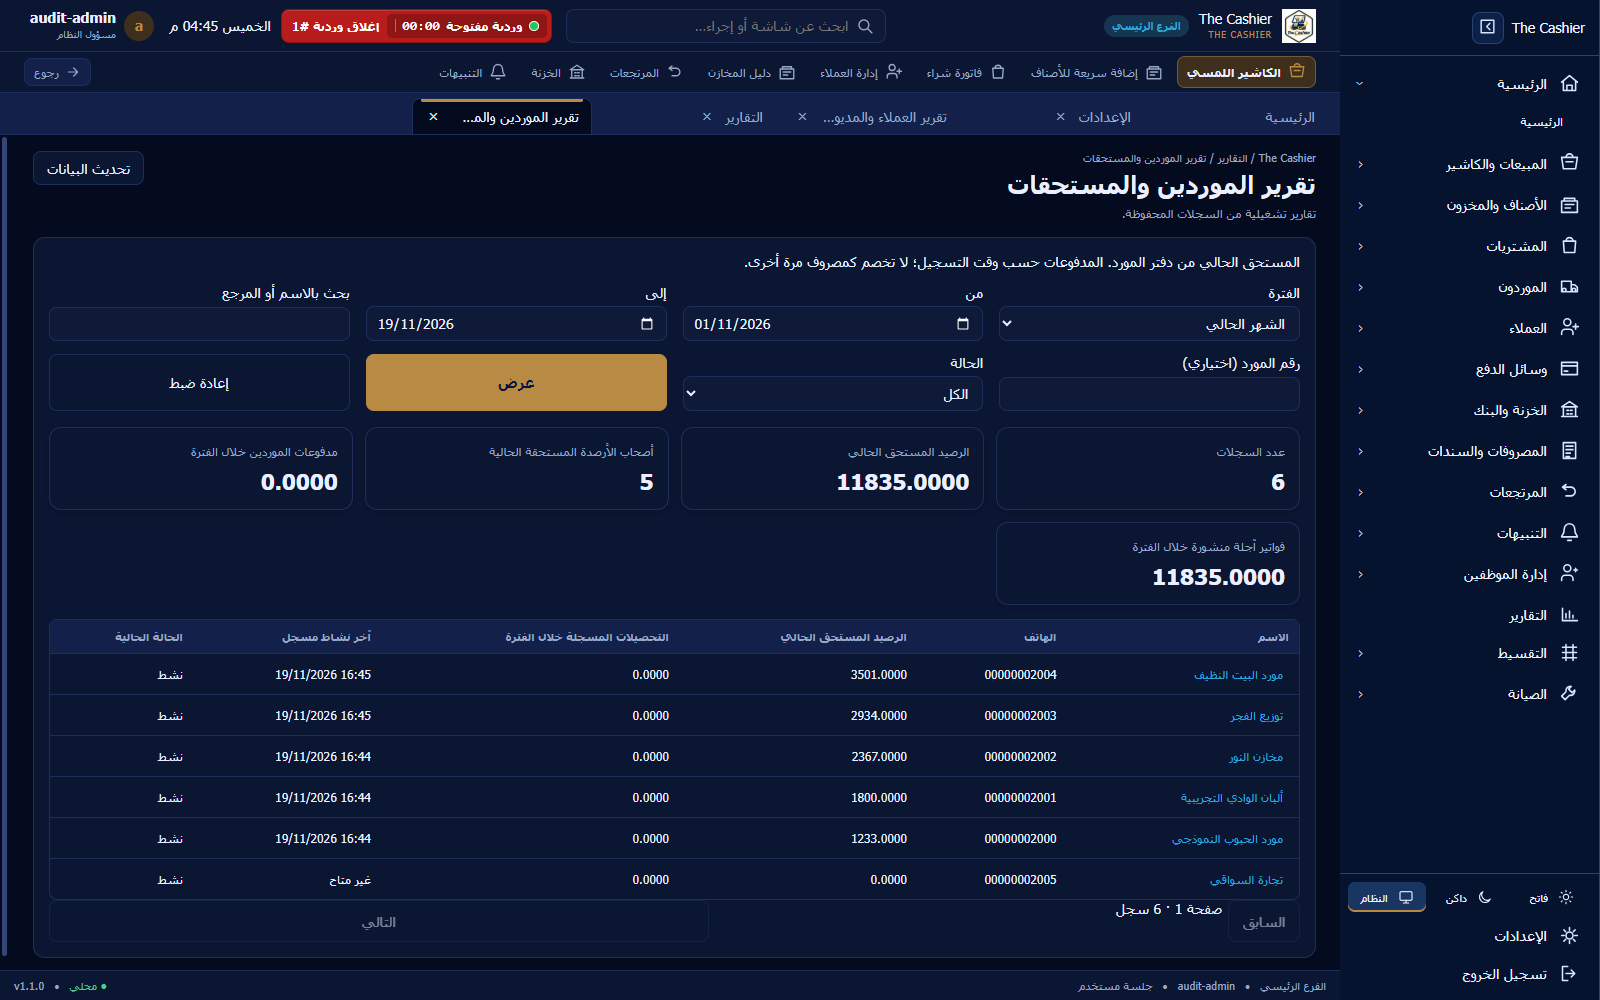 The Cashier
الرئيسية
الرئيسية
المبيعات والكاشير
الأصناف والمخزون
المشتريات
الموردون
العملاء
وسائل الدفع
الخزنة والبنك
المصروفات والسندات
المرتجعات
التنبيهات
إدارة الموظفين
التقارير
التقسيط
الصيانة
فاتح
داكن
النظام
الإعدادات
تسجيل الخروج
The Cashier
THE CASHIER
الفرع الرئيسي
ابحث عن شاشة أو إجراء...
وردية مفتوحة 00:00
إغلاق وردية #1
الخميس 04:45 م
audit-admin
مسؤول النظام
a
الكاشير اللمسي
إضافة سريعة للأصناف
فاتورة شراء
إدارة العملاء
دليل المخازن
المرتجعات
الخزنة
التنبيهات
رجوع
الرئيسية
الإعدادات ×
تقرير العملاء والمديو... ×
التقارير ×
تقرير الموردين والم... ×
The Cashier / التقارير / تقرير الموردين والمستحقات
تقرير الموردين والمستحقات
تقارير تشغيلية من السجلات المحفوظة.
تحديث البيانات
المستحق الحالي من دفتر المورد. المدفوعات حسب وقت التسجيل؛ لا تخصم كمصروف مرة أخرى.
الفترة
الشهر الحالي
من
01/11/2026
إلى
19/11/2026
بحث بالاسم أو المرجع
رقم المورد (اختياري)
الحالة
الكل
عرض
إعادة ضبط
عدد السجلات
6
الرصيد المستحق الحالي
11835.0000
أصحاب الأرصدة المستحقة الحالية
5
مدفوعات الموردين خلال الفترة
0.0000
فواتير آجلة منشورة خلال الفترة
11835.0000
الاسم الهاتف الرصيد المستحق الحالي التحصيلات المسجلة خلال الفترة آخر نشاط مسجل الحالة الحالية
مورد البيت النظيف 00000002004 3501.0000 0.0000 19/11/2026 16:45 نشط
توزيع الفجر 00000002003 2934.0000 0.0000 19/11/2026 16:45 نشط
مخازن النور 00000002002 2367.0000 0.0000 19/11/2026 16:44 نشط
ألبان الوادي التجريبية 00000002001 1800.0000 0.0000 19/11/2026 16:44 نشط
مورد الحبوب النموذجي 00000002000 1233.0000 0.0000 19/11/2026 16:44 نشط
تجارة السواقي 00000002005 0.0000 0.0000 غير متاح نشط
السابق
صفحة 1 · 6 سجل
التالي
الفرع الرئيسي • audit-admin • جلسة مستخدم
محلي • v1.1.0